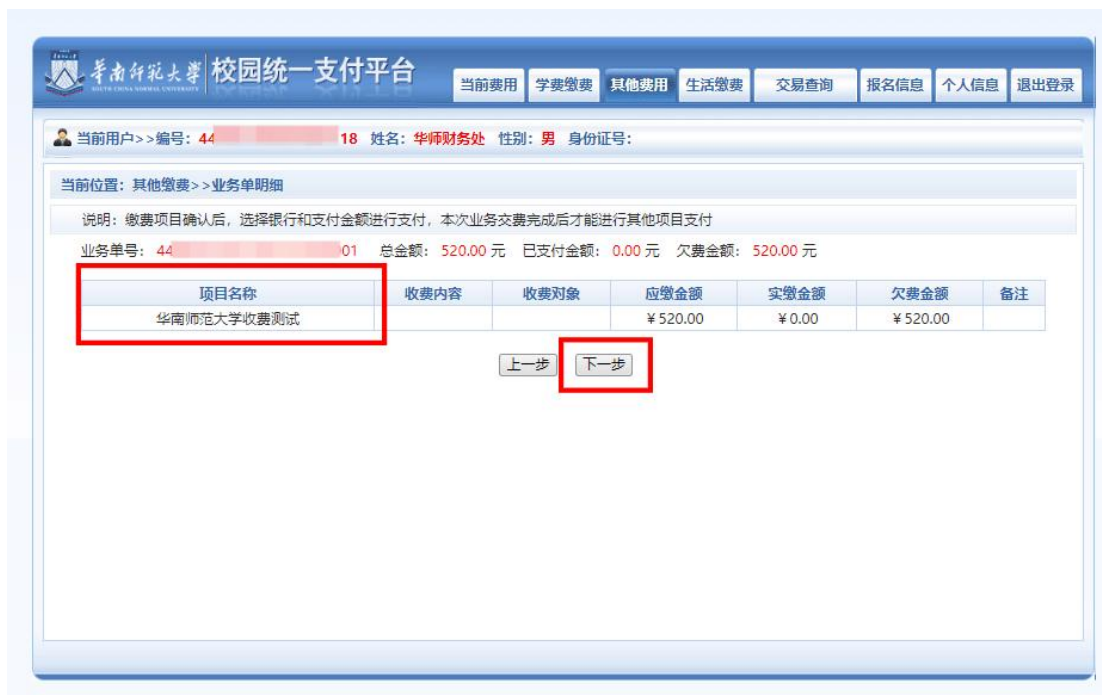 华南师范大学 校园统一支付平台
SOUTH CHINA NORMAL UNIVERSITY
当前费用 学费缴费 其他费用 生活缴费 交易查询 报名信息 个人信息 退出登录
当前用户>>编号：44 18 姓名：华师财务处 性别：男 身份证号：
当前位置：其他缴费>>业务单明细
说明：缴费项目确认后，选择银行和支付金额进行支付，本次业务交费完成后才能进行其他项目支付
业务单号：44 01 总金额：520.00 元 已支付金额：0.00 元 欠费金额：520.00 元
项目名称 收费内容 收费对象 应缴金额 实缴金额 欠费金额 备注
华南师范大学收费测试 ￥520.00 ￥0.00 ￥520.00
上一步 下一步